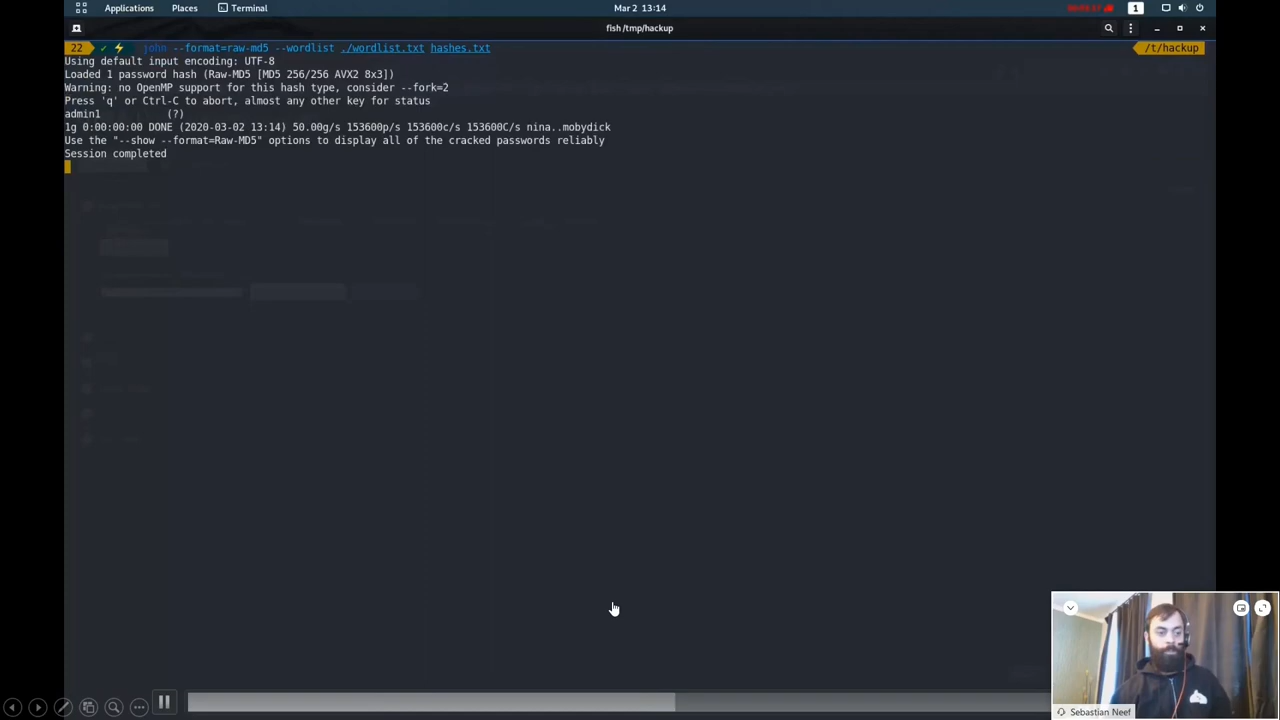 Applications Places Terminal Mar 2 13:14 1
fish /tmp/hackup
22 ✓ ⚡ john --format=raw-md5 --wordlist ./wordlist.txt hashes.txt /t/hackup
Using default input encoding: UTF-8
Loaded 1 password hash (Raw-MD5 [MD5 256/256 AVX2 8x3])
Warning: no OpenMP support for this hash type, consider --fork=2
Press 'q' or Ctrl-C to abort, almost any other key for status
admin1 (?)
1g 0:00:00:00 DONE (2020-03-02 13:14) 50.00g/s 153600p/s 153600c/s 153600C/s nina..mobydick
Use the "--show --format=Raw-MD5" options to display all of the cracked passwords reliably
Session completed
Sebastian Neef